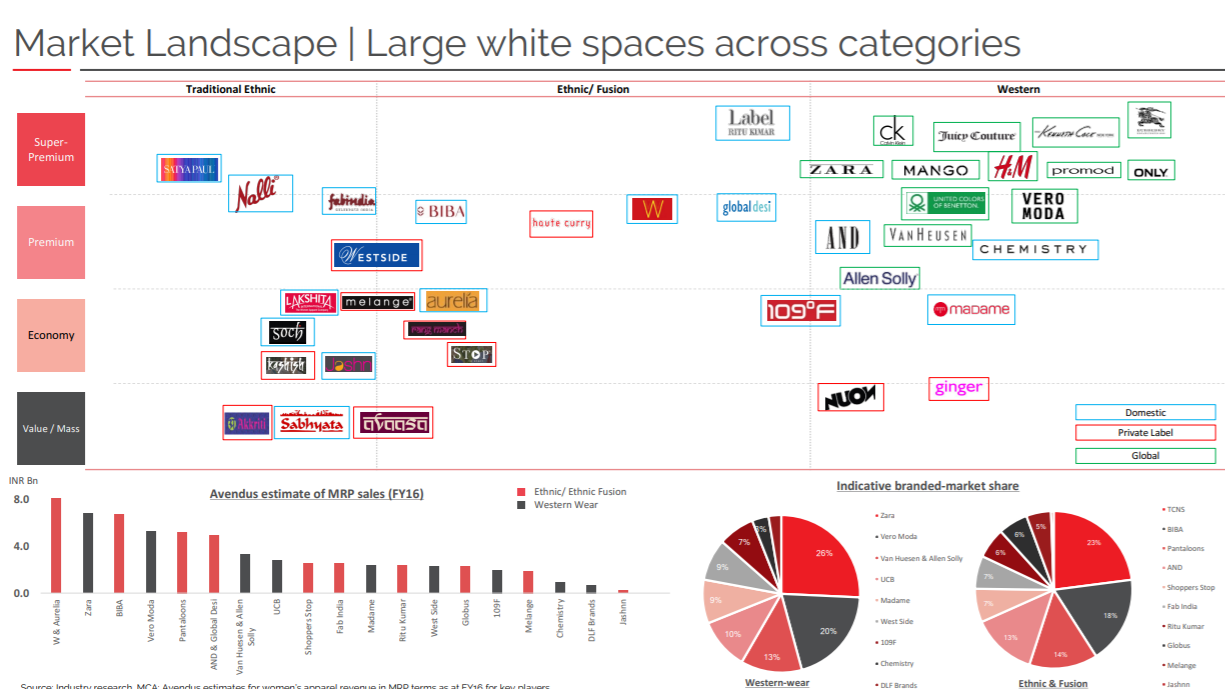 Market Landscape | Large white spaces across categories
Traditional Ethnic
Ethnic/ Fusion
Western
Super-
Premium
Premium
Economy
Value / Mass
Label
RITU KUMAR
ck
Calvin Klein
Juicy Couture
Kenneth Cole
SATYA PAUL
ZARA
MANGO
H&M
promod
ONLY
Nalli
fabindia
BIBA
haute curry
W
global desi
UNITED COLORS
OF BENETTON
VERO
MODA
WESTSIDE
AND
VAN HEUSEN
CHEMISTRY
Allen Solly
LAKSHITA
melange
aurelia
109°F
madame
soch
rang manch
STOP
kashish
Jashn
NUON
ginger
Akkriti
Sabhyata
avaasa
Domestic
Private Label
Global
INR Bn
Avendus estimate of MRP sales (FY16)
Ethnic/ Ethnic Fusion
Western Wear
8.0
4.0
0.0
W & Aurelia
Zara
BIBA
Vero Moda
Pantaloons
AND & Global Desi
Van Huesen & Allen
Solly
UCB
Shoppers Stop
Fab India
Madame
Ritu Kumar
West Side
Globus
109F
Melange
Chemistry
DLF Brands
Jashnn
Indicative branded-market share
26%
20%
13%
10%
9%
9%
7%
3%
Western-wear
Zara
Vero Moda
Van Huesen & Allen Solly
UCB
Madame
West Side
109F
Chemistry
DLF Brands
23%
18%
14%
13%
7%
7%
6%
6%
5%
Ethnic & Fusion
TCNS
BIBA
Pantaloons
AND
Shoppers Stop
Fab India
Ritu Kumar
Globus
Melange
Jashnn
Source: Industry research, MCA; Avendus estimates for women's apparel revenue in MRP terms as at FY16 for key players